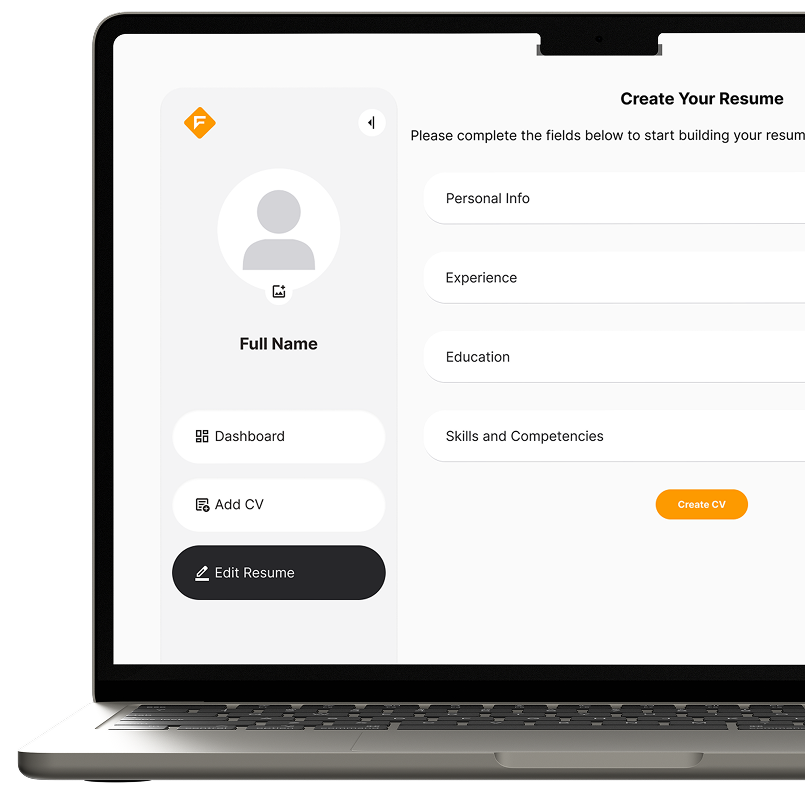 Create Your Resume
Please complete the fields below to start building your resum
Full Name
Dashboard
Add CV
Edit Resume
Personal Info
Experience
Education
Skills and Competencies
Create CV